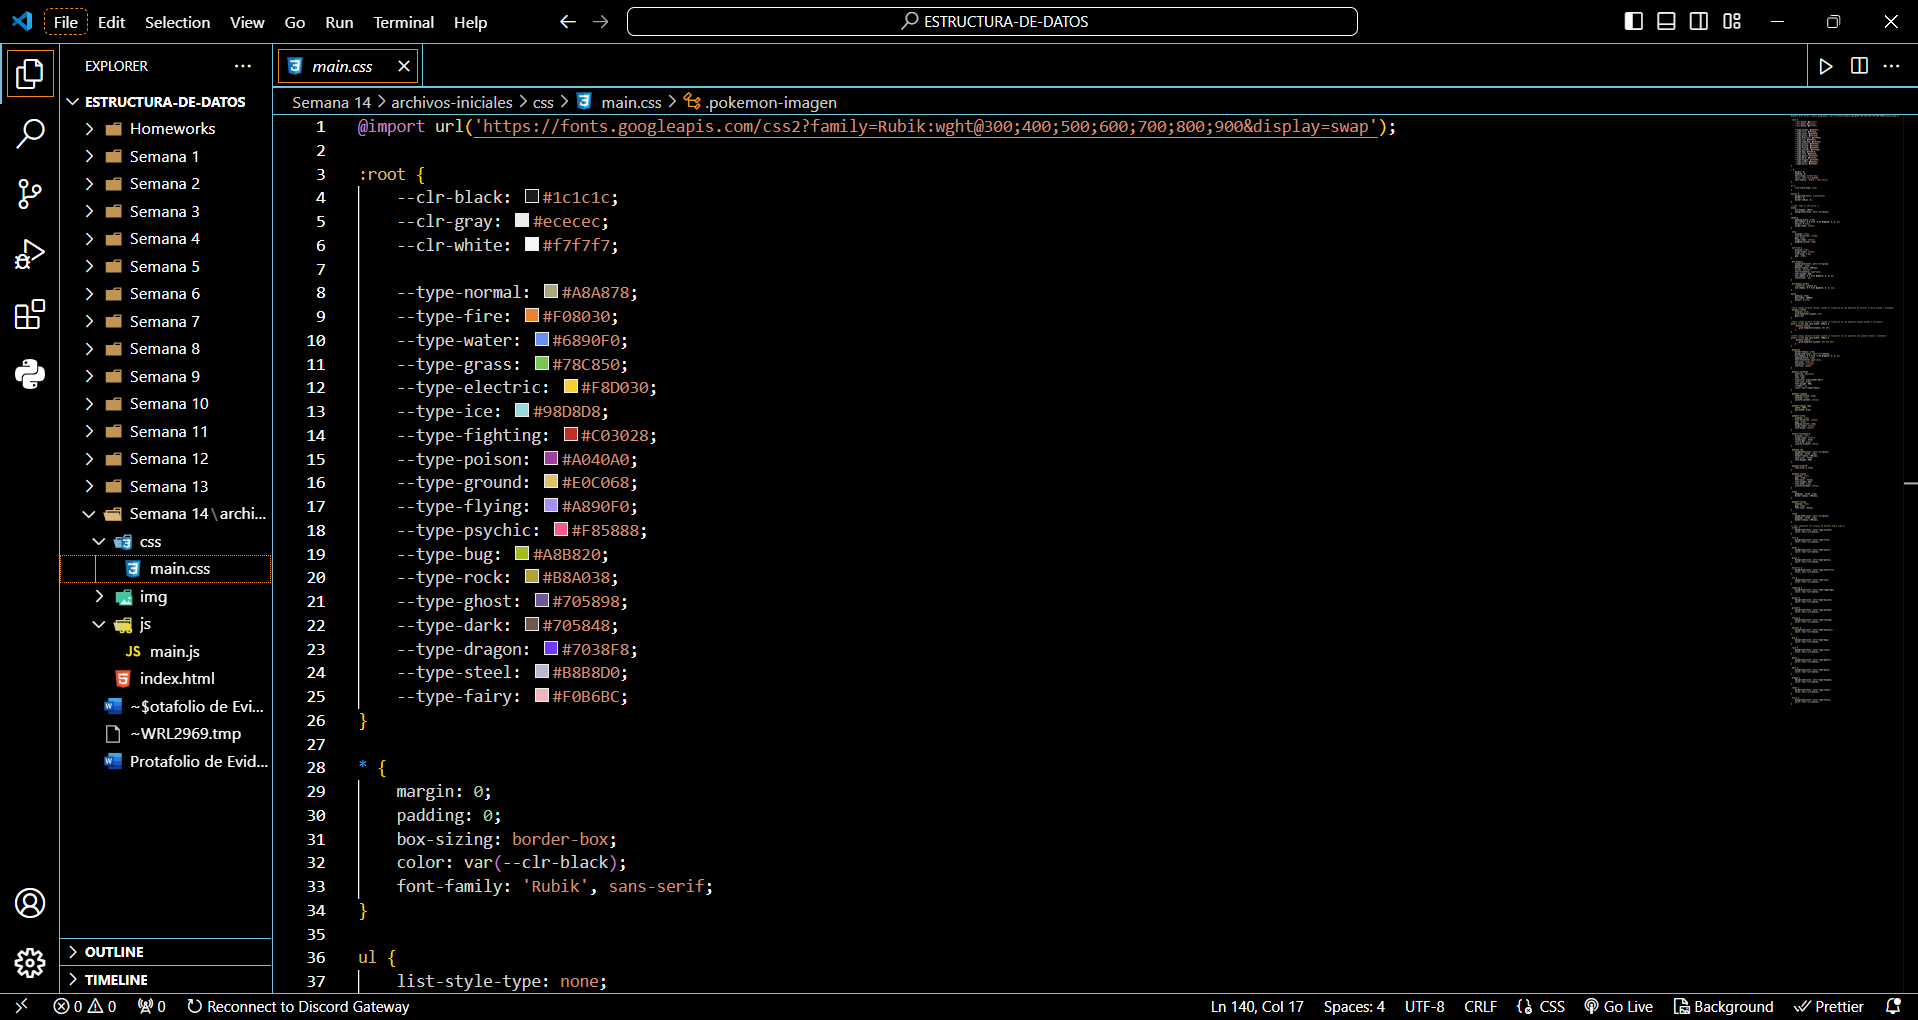 File Edit Selection View Go Run Terminal Help
ESTRUCTURA-DE-DATOS
EXPLORER
ESTRUCTURA-DE-DATOS
Homeworks
Semana 1
Semana 2
Semana 3
Semana 4
Semana 5
Semana 6
Semana 7
Semana 8
Semana 9
Semana 10
Semana 11
Semana 12
Semana 13
Semana 14\archi...
css
main.css
img
js
JS main.js
index.html
~$otafolio de Evi...
~WRL2969.tmp
Protafolio de Evid...
OUTLINE
TIMELINE
main.css
Semana 14 > archivos-iniciales > css > main.css > .pokemon-imagen
1 @import url('https://fonts.googleapis.com/css2?family=Rubik:wght@300;400;500;600;700;800;900&display=swap');
2
3 :root {
4 --clr-black: #1c1c1c;
5 --clr-gray: #ececec;
6 --clr-white: #f7f7f7;
7
8 --type-normal: #A8A878;
9 --type-fire: #F08030;
10 --type-water: #6890F0;
11 --type-grass: #78C850;
12 --type-electric: #F8D030;
13 --type-ice: #98D8D8;
14 --type-fighting: #C03028;
15 --type-poison: #A040A0;
16 --type-ground: #E0C068;
17 --type-flying: #A890F0;
18 --type-psychic: #F85888;
19 --type-bug: #A8B820;
20 --type-rock: #B8A038;
21 --type-ghost: #705898;
22 --type-dark: #705848;
23 --type-dragon: #7038F8;
24 --type-steel: #B8B8D0;
25 --type-fairy: #F0B6BC;
26 }
27
28 * {
29 margin: 0;
30 padding: 0;
31 box-sizing: border-box;
32 color: var(--clr-black);
33 font-family: 'Rubik', sans-serif;
34 }
35
36 ul {
37 list-style-type: none;
0 0 0 Reconnect to Discord Gateway
Ln 140, Col 17 Spaces: 4 UTF-8 CRLF {} CSS Go Live Background Prettier